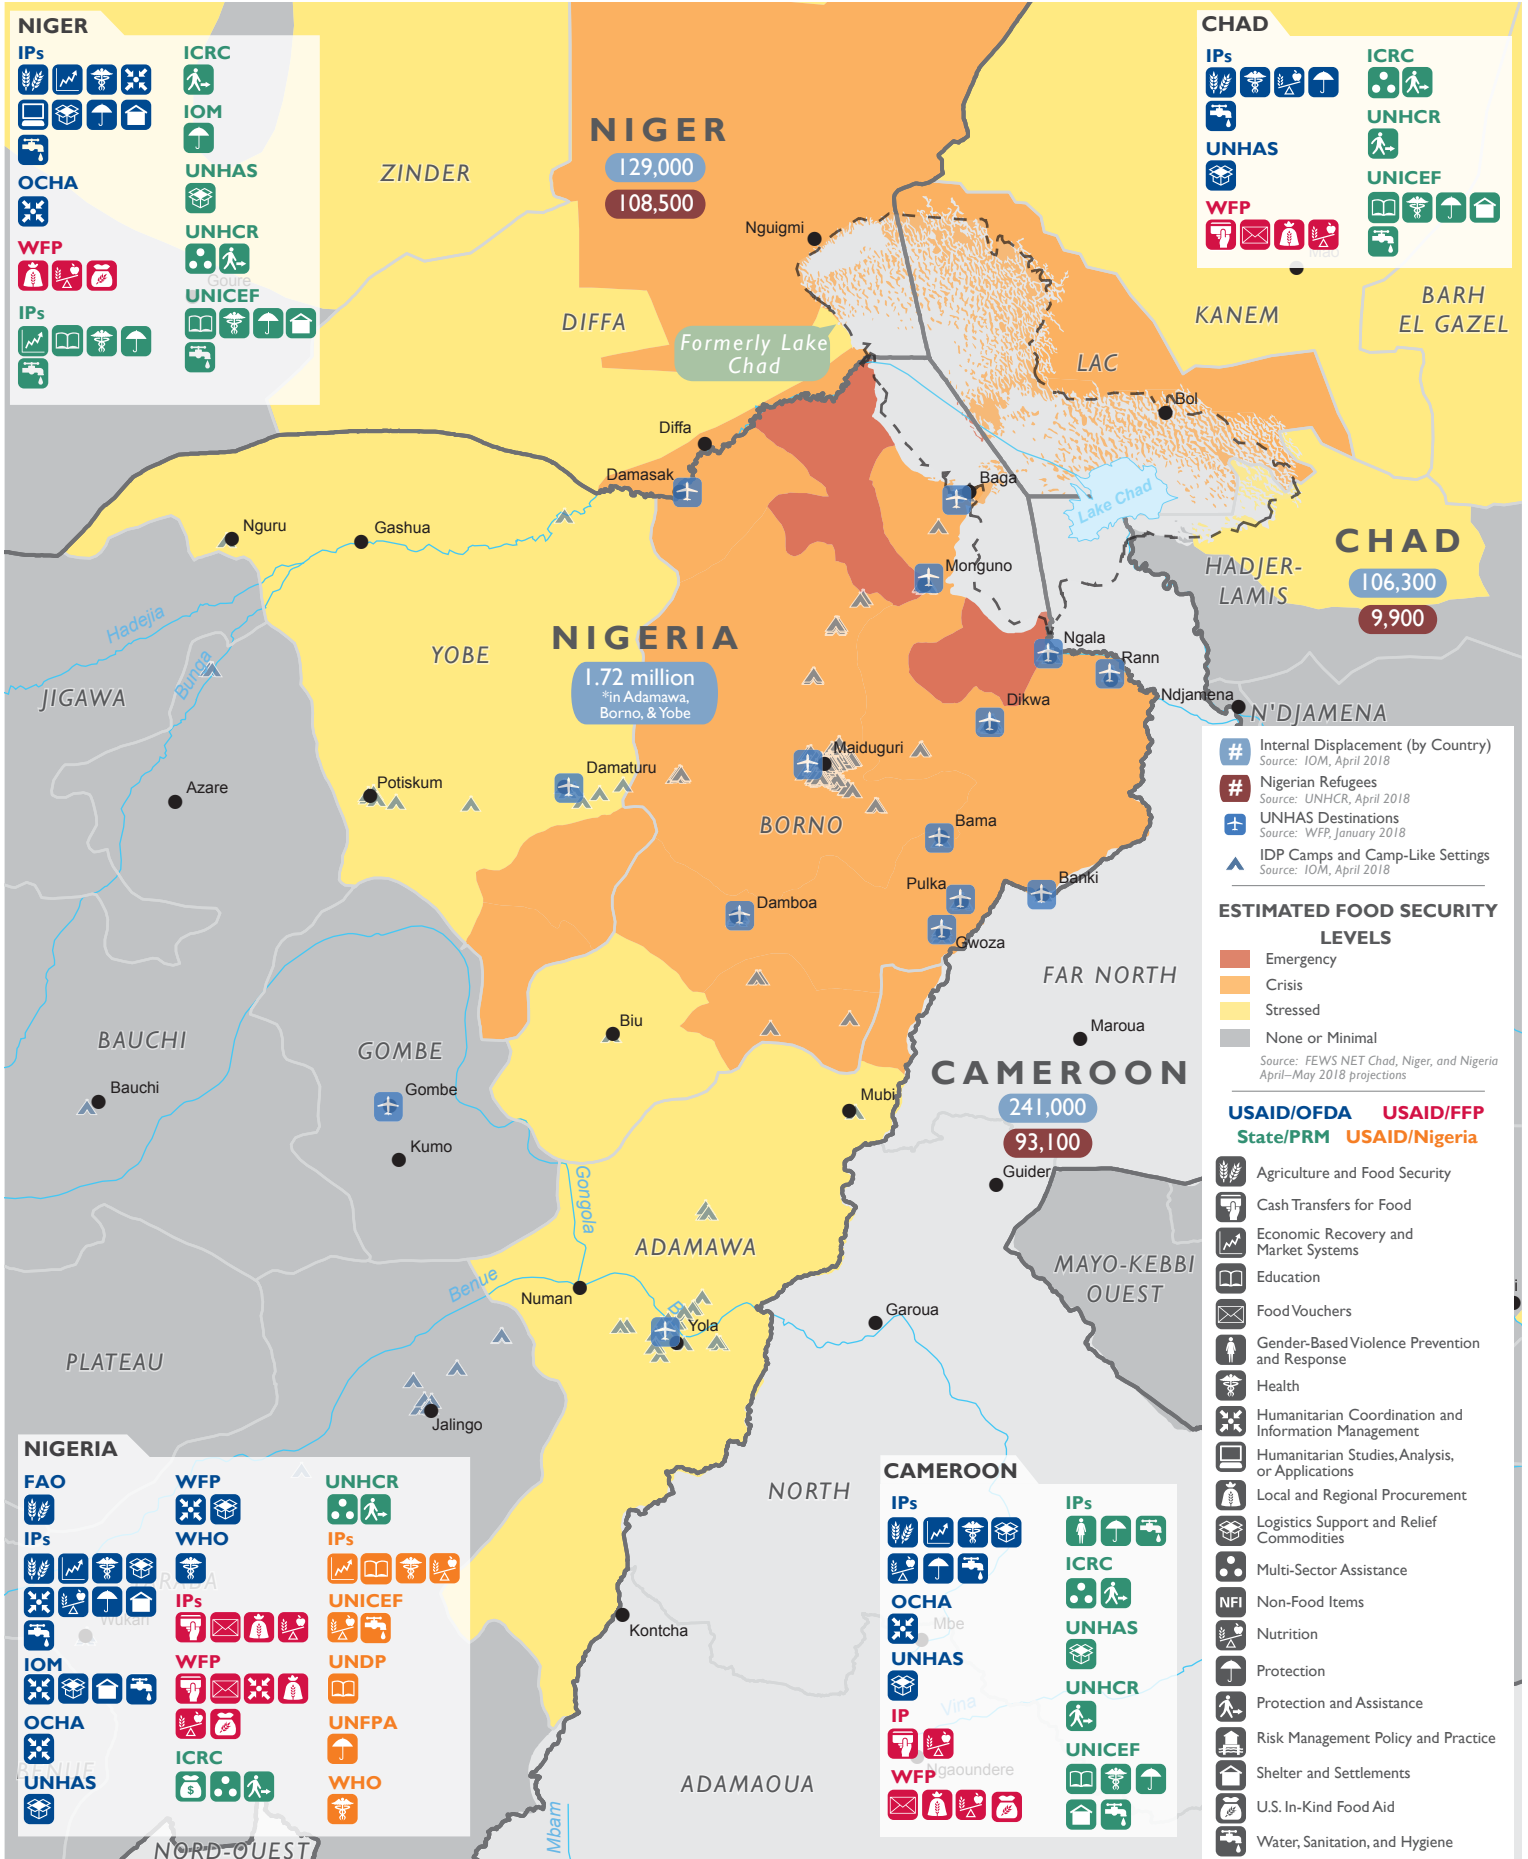 NIGER
IPs
ICRC
IOM
OCHA
UNHAS
WFP
UNHCR
Goure
IPs
UNICEF
CHAD
IPs
ICRC
UNHCR
UNHAS
UNICEF
WFP
Mao
NIGER
129,000
108,500
ZINDER
Nguigmi
DIFFA
Formerly Lake
Chad
KANEM
BARH
EL GAZEL
LAC
Bol
Diffa
Damasak
Baga
Lake Chad
Nguru
Gashua
Monguno
CHAD
106,300
9,900
HADJER-
LAMIS
Hadejia
Bunga
JIGAWA
YOBE
NIGERIA
1.72 million
*in Adamawa,
Borno, & Yobe
Ngala
Rann
Ndjamena
N'DJAMENA
Dikwa
Maiduguri
Azare
Potiskum
Damaturu
BORNO
Bama
Pulka
Banki
Damboa
Gwoza
FAR NORTH
Maroua
BAUCHI
GOMBE
Biu
Bauchi
Gombe
Kumo
Mubi
CAMEROON
241,000
93,100
Guider
Gongola
ADAMAWA
MAYO-KEBBI
OUEST
Benue
Numan
B
Yola
Garoua
i
PLATEAU
Jalingo
NORTH
Kontcha
ADAMAOUA
Mbam
NORD-OUEST
# Internal Displacement (by Country)
Source: IOM, April 2018
# Nigerian Refugees
Source: UNHCR, April 2018
UNHAS Destinations
Source: WFP, January 2018
IDP Camps and Camp-Like Settings
Source: IOM, April 2018
ESTIMATED FOOD SECURITY
LEVELS
Emergency
Crisis
Stressed
None or Minimal
Source: FEWS NET Chad, Niger, and Nigeria
April–May 2018 projections
USAID/OFDA USAID/FFP
State/PRM USAID/Nigeria
Agriculture and Food Security
Cash Transfers for Food
Economic Recovery and
Market Systems
Education
Food Vouchers
Gender-Based Violence Prevention
and Response
Health
Humanitarian Coordination and
Information Management
Humanitarian Studies, Analysis,
or Applications
Local and Regional Procurement
Logistics Support and Relief
Commodities
Multi-Sector Assistance
NFI Non-Food Items
Nutrition
Protection
Protection and Assistance
Risk Management Policy and Practice
Shelter and Settlements
U.S. In-Kind Food Aid
Water, Sanitation, and Hygiene
NIGERIA
FAO
WFP
UNHCR
IPs
WHO
IPs
IPs
UNICEF
Wukari
IOM
WFP
UNDP
OCHA
UNFPA
ICRC
BENUE
UNHAS
WHO
$
CAMEROON
IPs
IPs
ICRC
OCHA
Mbe
UNHAS
UNHAS
UNHCR
Vina
IP
UNICEF
Ngaoundere
WFP